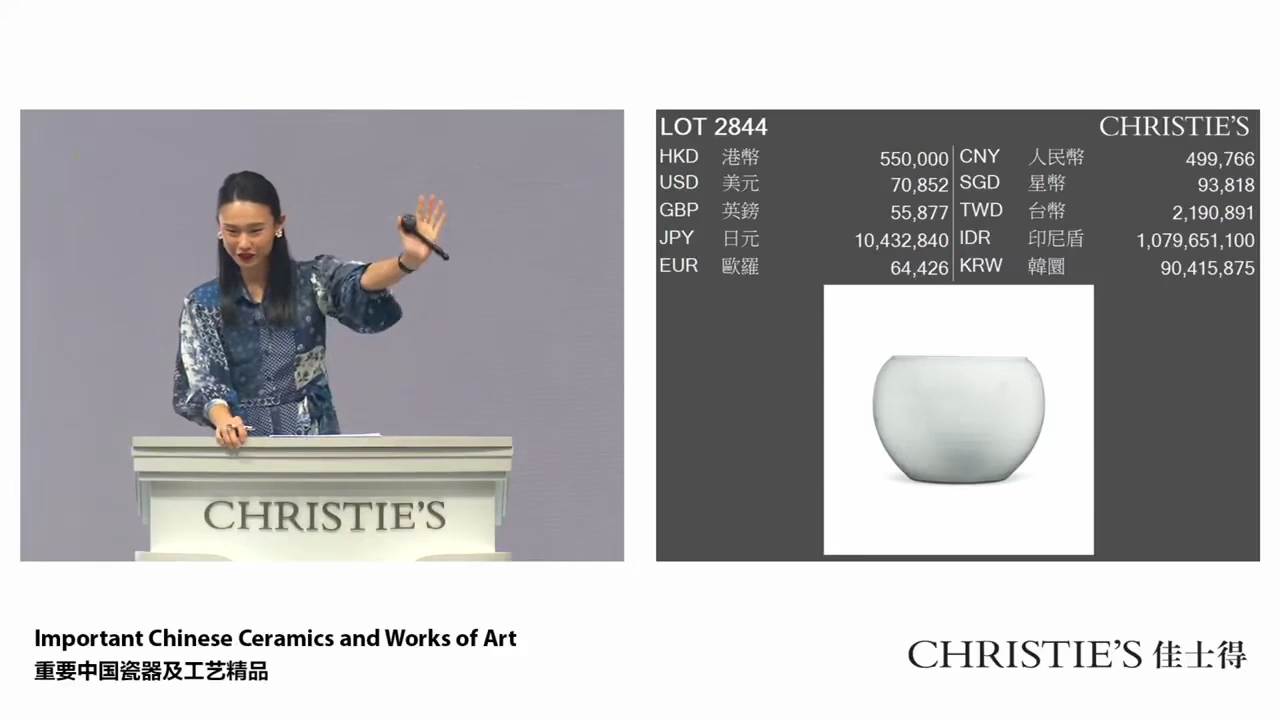 CHRISTIE'S
LOT 2844 CHRISTIE'S
HKD 港幣 550,000 CNY 人民幣 499,766
USD 美元 70,852 SGD 星幣 93,818
GBP 英鎊 55,877 TWD 台幣 2,190,891
JPY 日元 10,432,840 IDR 印尼盾 1,079,651,100
EUR 歐羅 64,426 KRW 韓圜 90,415,875
Important Chinese Ceramics and Works of Art
重要中国瓷器及工艺精品
CHRISTIE'S 佳士得